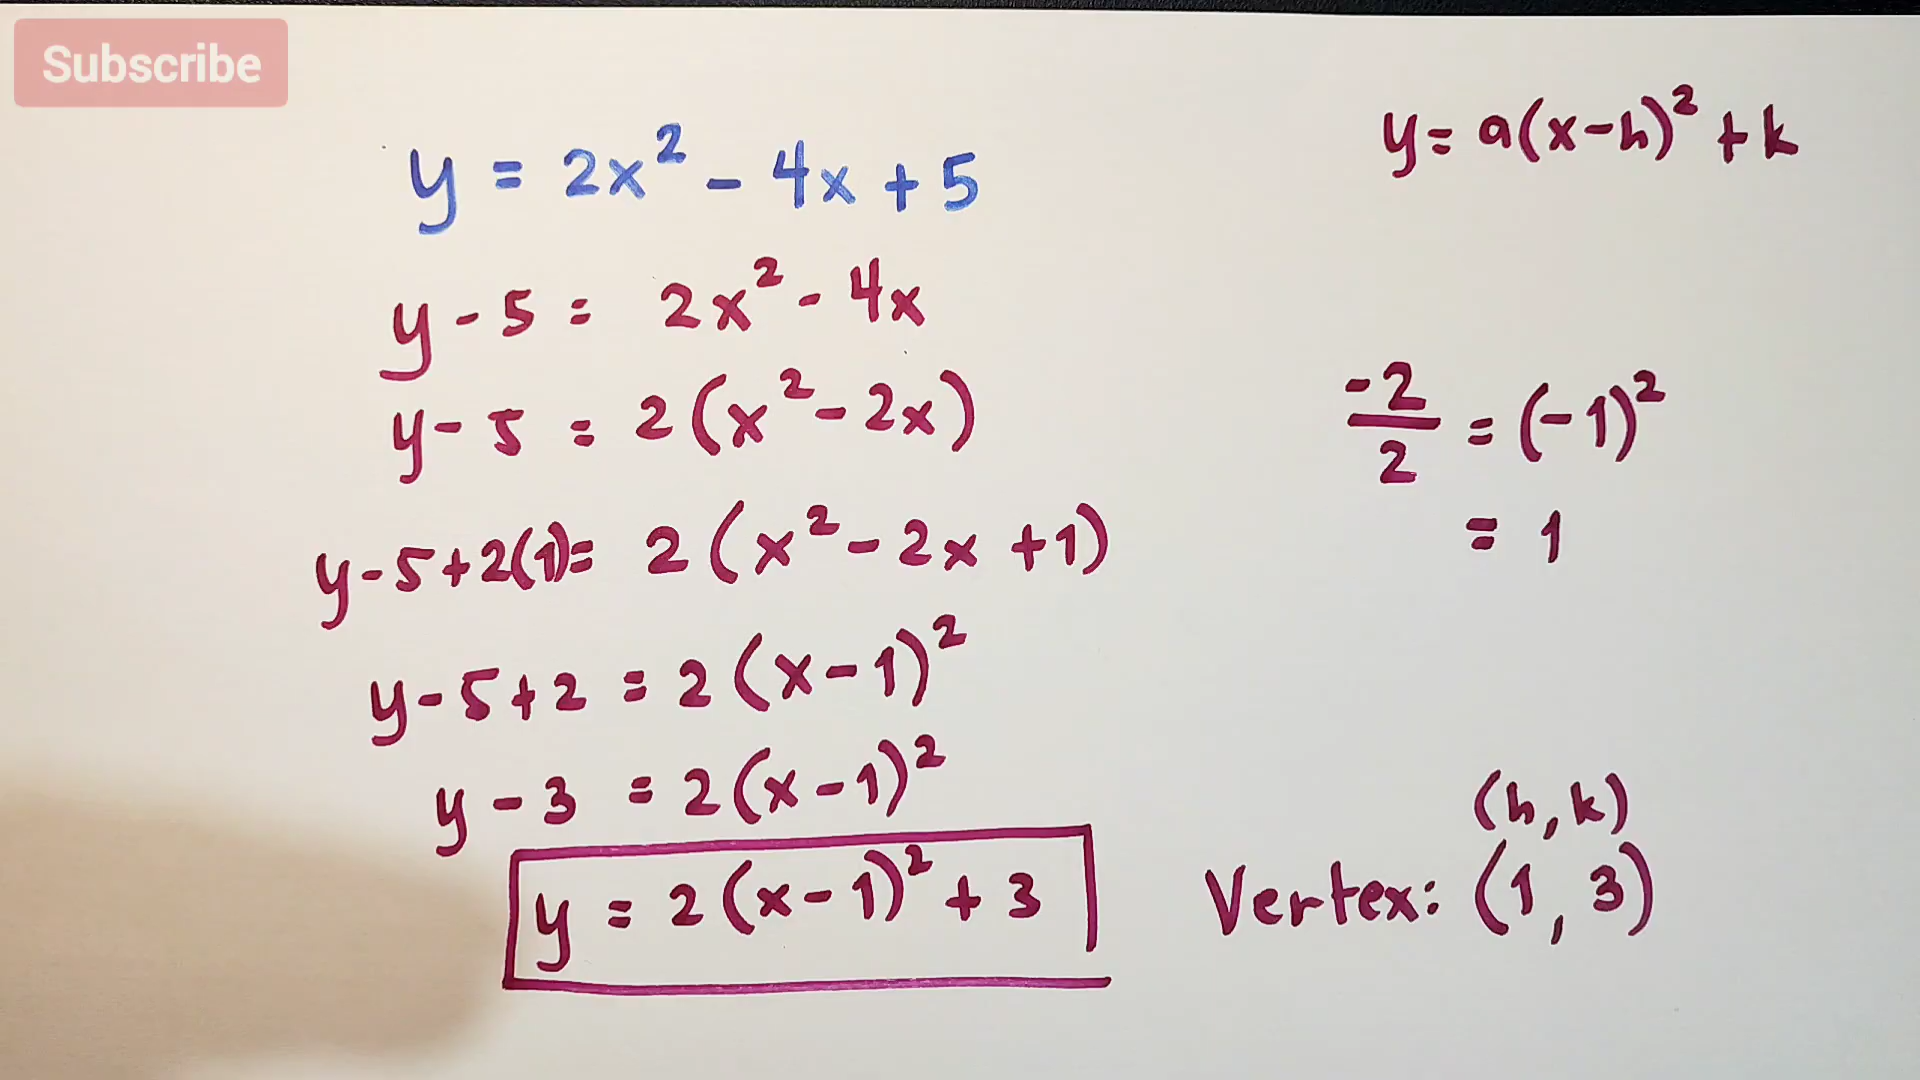 Subscribe
y = a(x-h)² + k
y = 2x² - 4x + 5
y - 5 = 2x² - 4x
y - 5 = 2(x² - 2x)
-2/2 = (-1)²
= 1
y - 5 + 2(1) = 2(x² - 2x + 1)
y - 5 + 2 = 2(x - 1)²
y - 3 = 2(x - 1)²
(h, k)
y = 2(x - 1)² + 3
Vertex: (1, 3)